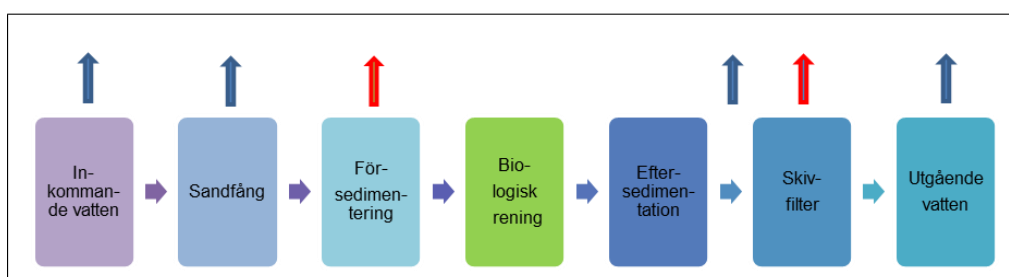 In-
komman-
de vatten
Sandfång
För-
sedimen-
tering
Bio-
logisk
rening
Efter-
sedimen-
tation
Skiv-
filter
Utgående
vatten